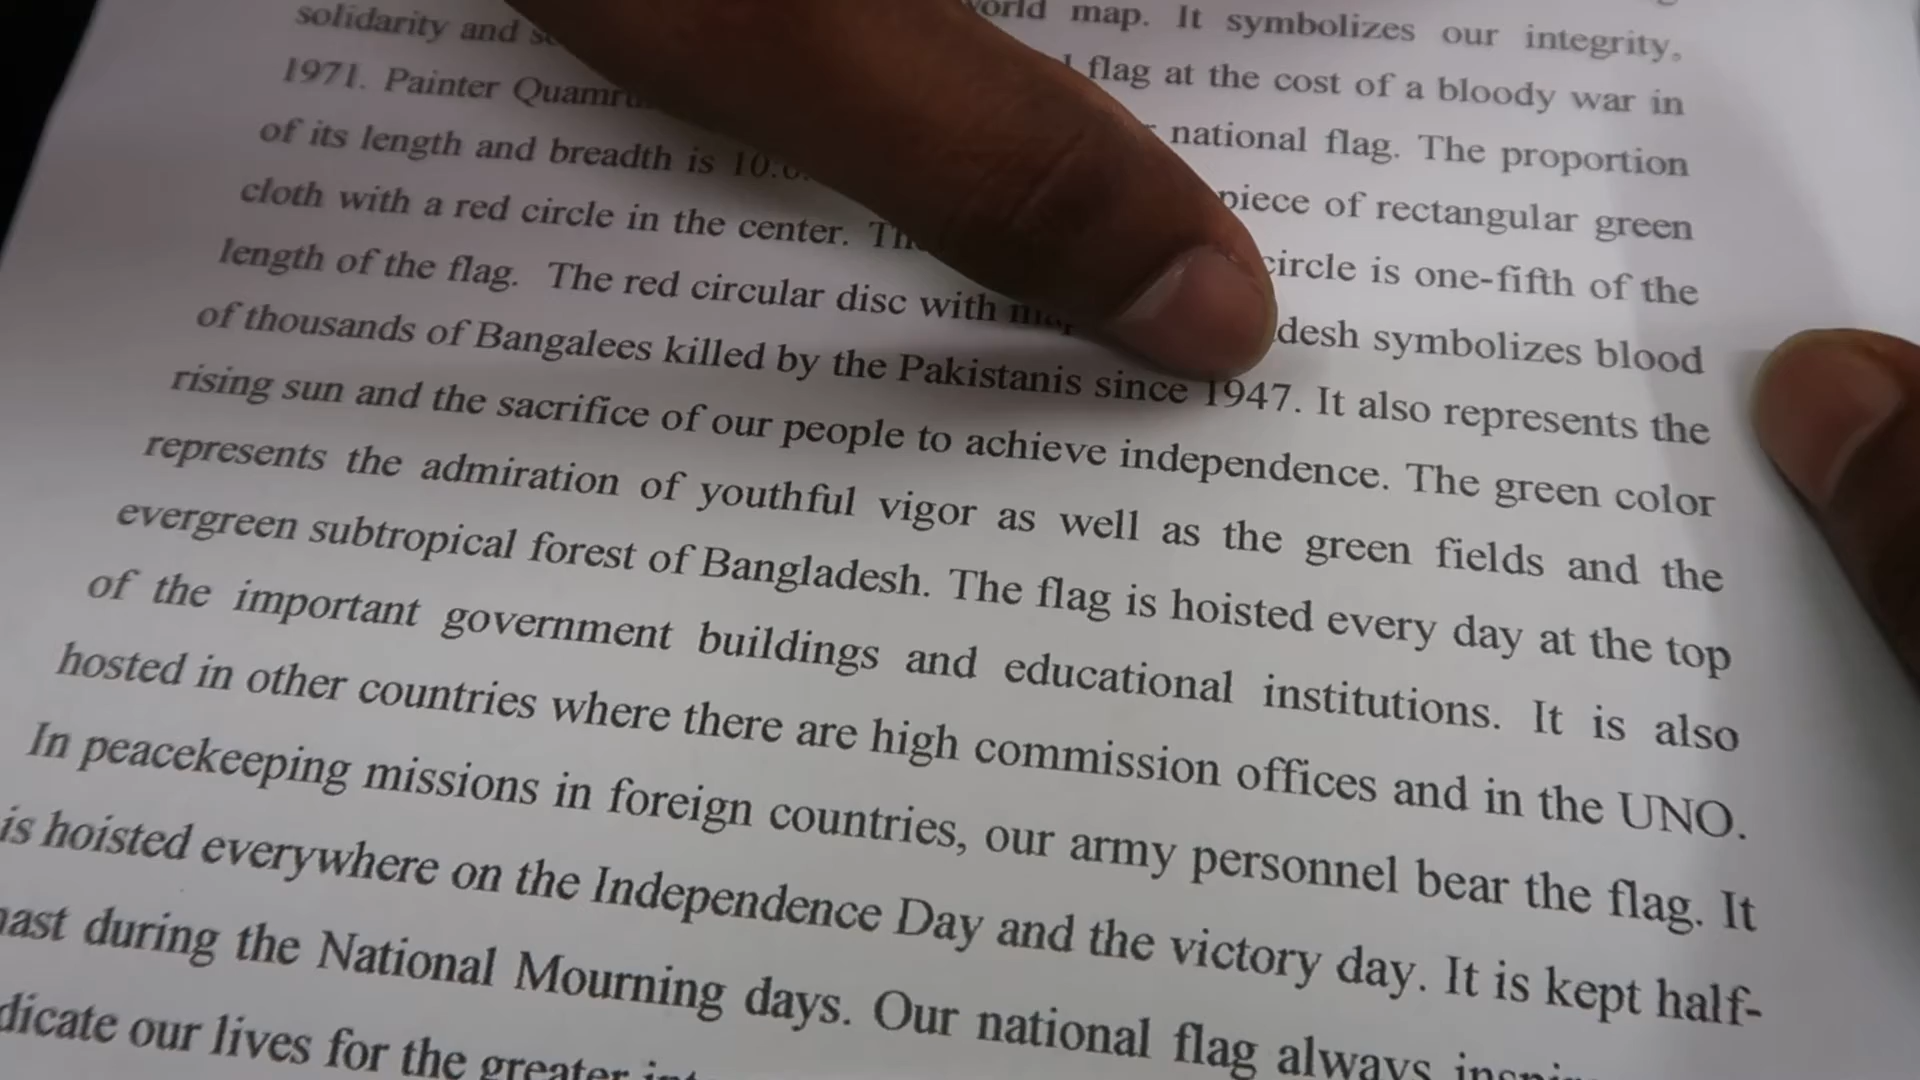 solidarity and world map. It symbolizes our integrity,
1971. Painter flag at the cost of a bloody war in
of its length and breadth is national flag. The proportion
cloth with a red circle in the center. piece of rectangular green
length of the flag. The red circular disc with circle is one-fifth of the
of thousands of Bangalees killed by the Pakistanis since 1947. It also represents the
desh symbolizes blood
rising sun and the sacrifice of our people to achieve independence. The green color
represents the admiration of youthful vigor as well as the green fields and the
evergreen subtropical forest of Bangladesh. The flag is hoisted every day at the top
of the important government buildings and educational institutions. It is also
hosted in other countries where there are high commission offices and in the UNO.
In peacekeeping missions in foreign countries, our army personnel bear the flag. It
is hoisted everywhere on the Independence Day and the victory day. It is kept half-
mast during the National Mourning days. Our national flag always
dicate our lives for the greater